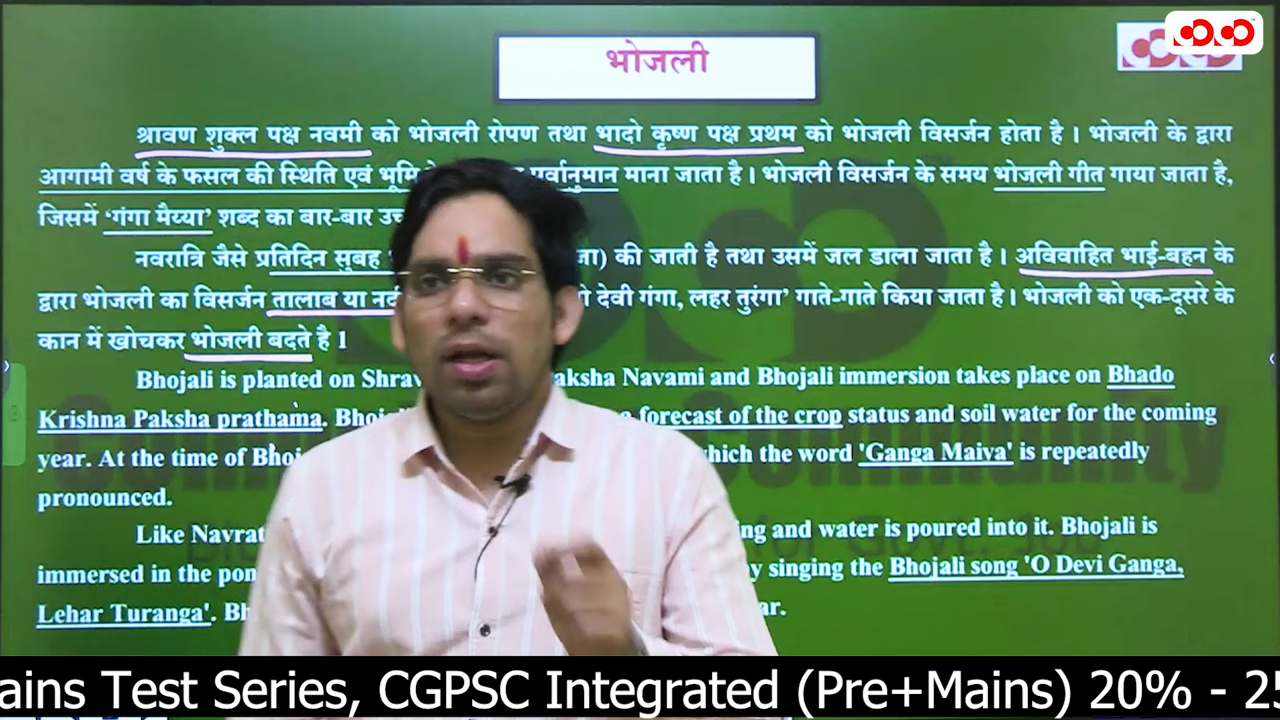 भोजली
श्रावण शुक्ल पक्ष नवमी को भोजली रोपण तथा भादो कृष्ण पक्ष प्रथम को भोजली विसर्जन होता है । भोजली के द्वारा
आगामी वर्ष के फसल की स्थिति एवं भूमि पूर्वानुमान माना जाता है । भोजली विसर्जन के समय भोजली गीत गाया जाता है,
जिसमें ‘गंगा मैय्या’ शब्द का बार-बार
नवरात्रि जैसे प्रतिदिन सुबह की जाती है तथा उसमें जल डाला जाता है । अविवाहित भाई-बहन के
द्वारा भोजली का विसर्जन तालाब या देवी गंगा, लहर तुरंगा’ गाते-गाते किया जाता है । भोजली को एक-दूसरे के
कान में खोचकर भोजली बदते है 1
Bhojali is planted on Navami and Bhojali immersion takes place on Bhado
Krishna Paksha prathama. forecast of the crop status and soil water for the coming
year. At the time of the word 'Ganga Maiya' is repeatedly
pronounced.
Like and water is poured into it. Bhojali is
immersed in the singing the Bhojali song 'O Devi Ganga,
Lehar Turanga'.
Test Series, CGPSC Integrated (Pre+Mains) 20% -